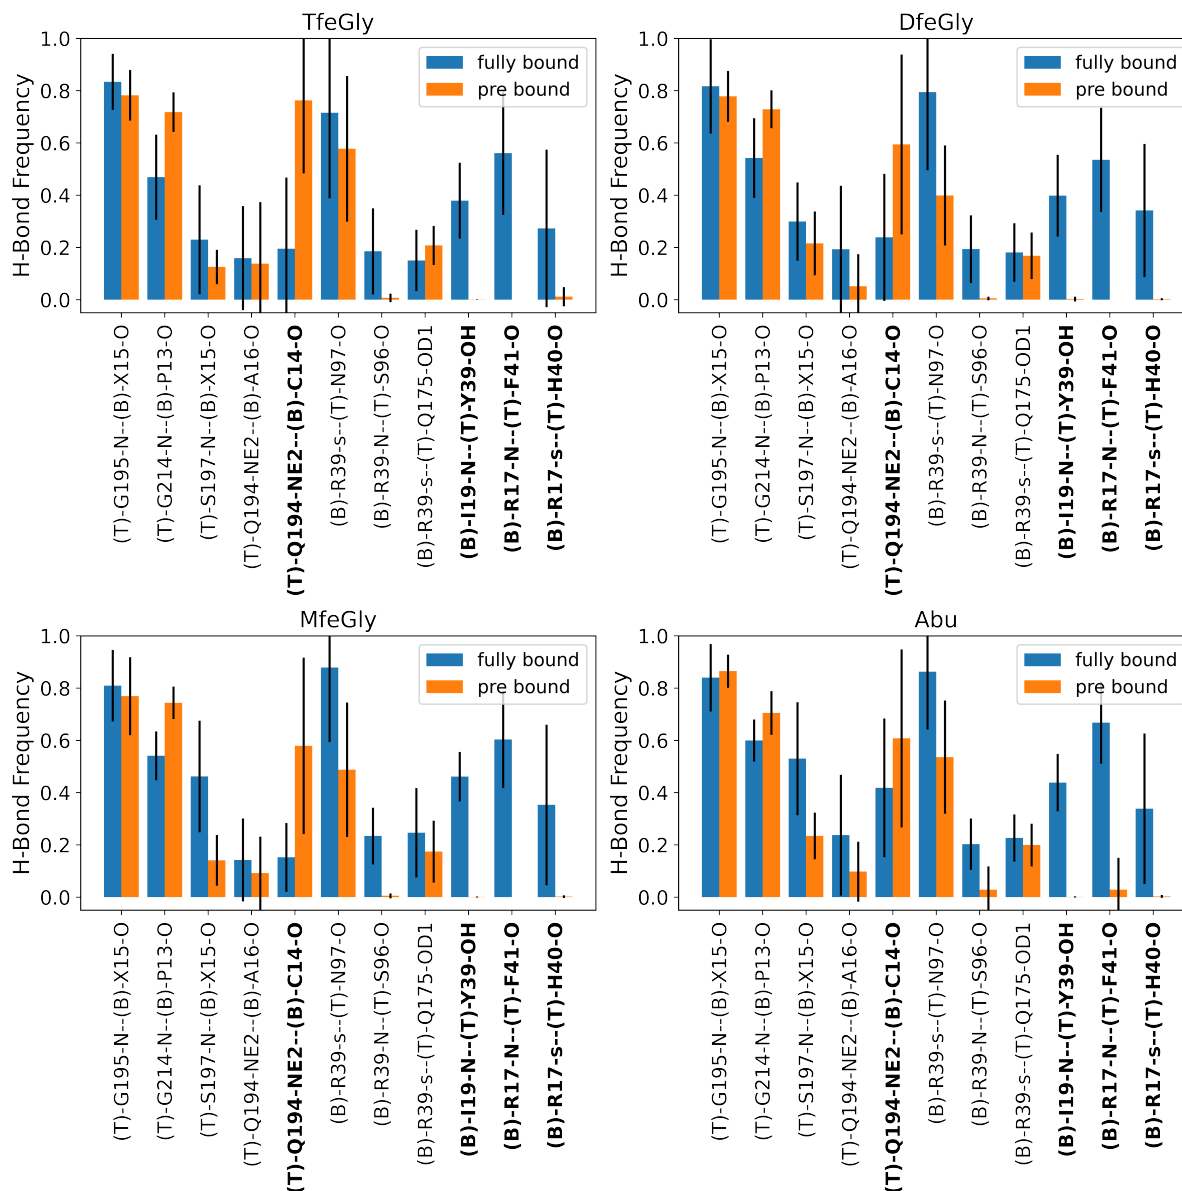 TfeGly
H-Bond Frequency
1.0
0.8
0.6
0.4
0.2
0.0
fully bound
pre bound
(T)-G195-N--(B)-X15-O
(T)-G214-N--(B)-P13-O
(T)-S197-N--(B)-X15-O
(T)-Q194-NE2--(B)-A16-O
(T)-Q194-NE2--(B)-C14-O
(B)-R39-s--(T)-N97-O
(B)-R39-N--(T)-S96-O
(B)-R39-s--(T)-Q175-OD1
(B)-I19-N--(T)-Y39-OH
(B)-R17-N--(T)-F41-O
(B)-R17-s--(T)-H40-O
DfeGly
H-Bond Frequency
1.0
0.8
0.6
0.4
0.2
0.0
fully bound
pre bound
(T)-G195-N--(B)-X15-O
(T)-G214-N--(B)-P13-O
(T)-S197-N--(B)-X15-O
(T)-Q194-NE2--(B)-A16-O
(T)-Q194-NE2--(B)-C14-O
(B)-R39-s--(T)-N97-O
(B)-R39-N--(T)-S96-O
(B)-R39-s--(T)-Q175-OD1
(B)-I19-N--(T)-Y39-OH
(B)-R17-N--(T)-F41-O
(B)-R17-s--(T)-H40-O
MfeGly
H-Bond Frequency
1.0
0.8
0.6
0.4
0.2
0.0
fully bound
pre bound
(T)-G195-N--(B)-X15-O
(T)-G214-N--(B)-P13-O
(T)-S197-N--(B)-X15-O
(T)-Q194-NE2--(B)-A16-O
(T)-Q194-NE2--(B)-C14-O
(B)-R39-s--(T)-N97-O
(B)-R39-N--(T)-S96-O
(B)-R39-s--(T)-Q175-OD1
(B)-I19-N--(T)-Y39-OH
(B)-R17-N--(T)-F41-O
(B)-R17-s--(T)-H40-O
Abu
H-Bond Frequency
1.0
0.8
0.6
0.4
0.2
0.0
fully bound
pre bound
(T)-G195-N--(B)-X15-O
(T)-G214-N--(B)-P13-O
(T)-S197-N--(B)-X15-O
(T)-Q194-NE2--(B)-A16-O
(T)-Q194-NE2--(B)-C14-O
(B)-R39-s--(T)-N97-O
(B)-R39-N--(T)-S96-O
(B)-R39-s--(T)-Q175-OD1
(B)-I19-N--(T)-Y39-OH
(B)-R17-N--(T)-F41-O
(B)-R17-s--(T)-H40-O